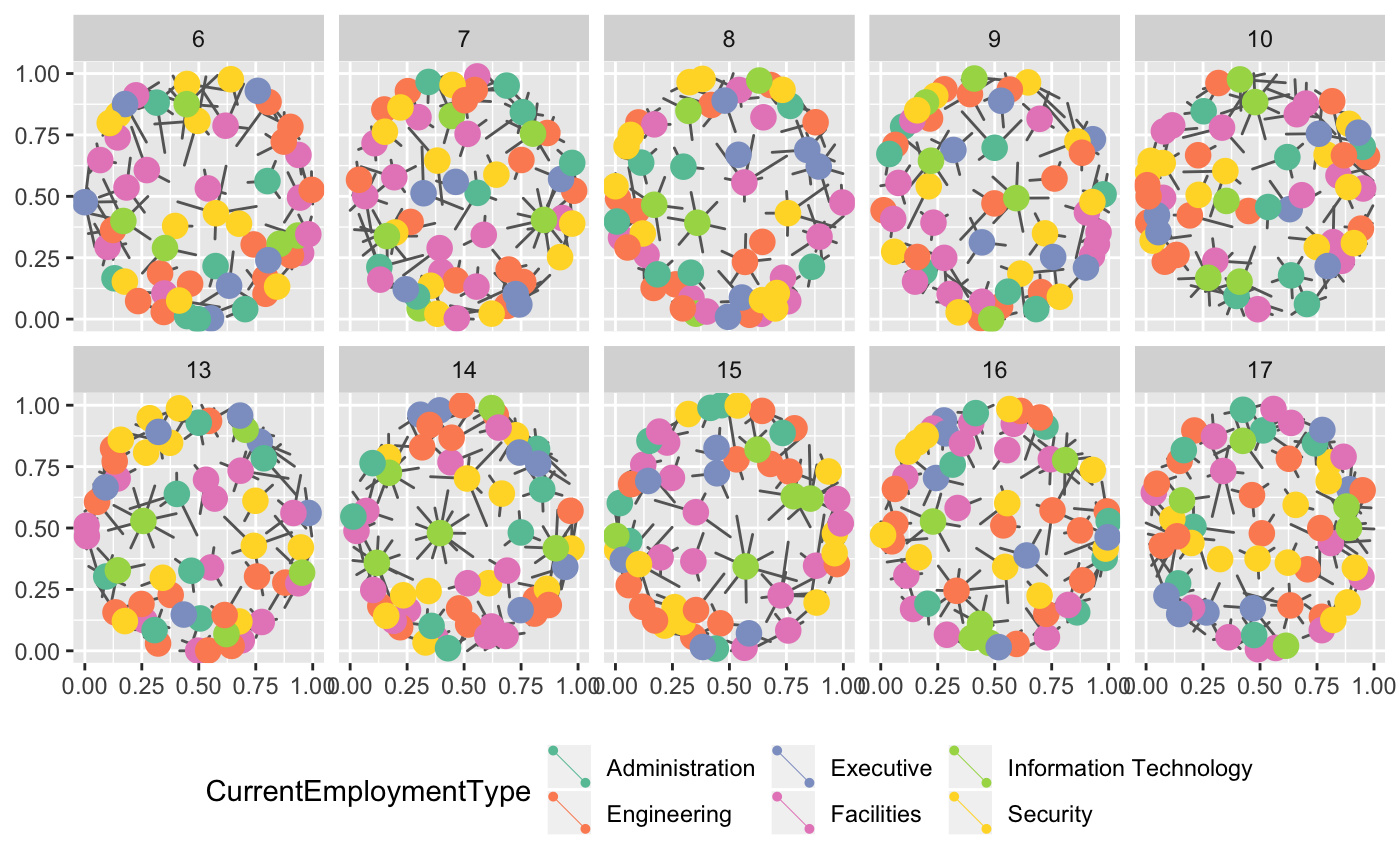 6 7 8 9 10
1.00
0.75
0.50
0.25
0.00
13 14 15 16 17
1.00
0.75
0.50
0.25
0.00
0.00 0.25 0.50 0.75 1.00 0.00 0.25 0.50 0.75 1.00 0.00 0.25 0.50 0.75 1.00 0.00 0.25 0.50 0.75 1.00 0.00 0.25 0.50 0.75 1.00
CurrentEmploymentType
Administration Executive Information Technology
Engineering Facilities Security